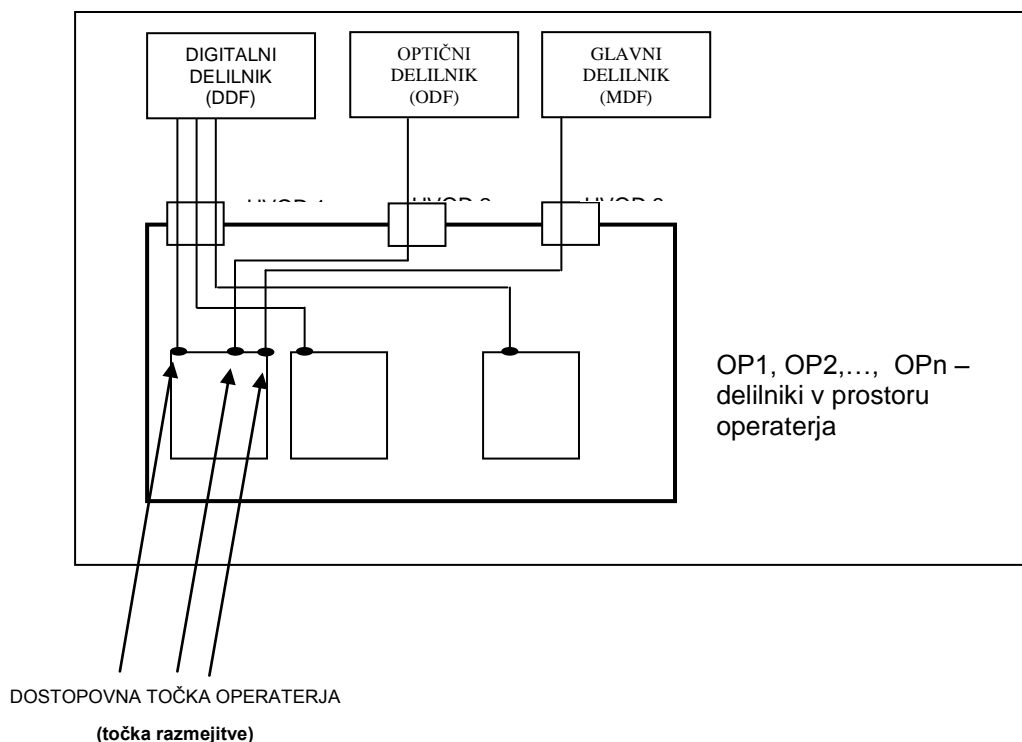 DIGITALNI
DELILNIK
(DDF)
OPTIČNI
DELILNIK
(ODF)
GLAVNI
DELILNIK
(MDF)
OP1, OP2,…, OPn –
delilniki v prostoru
operaterja
DOSTOPOVNA TOČKA OPERATERJA
(točka razmejitve)